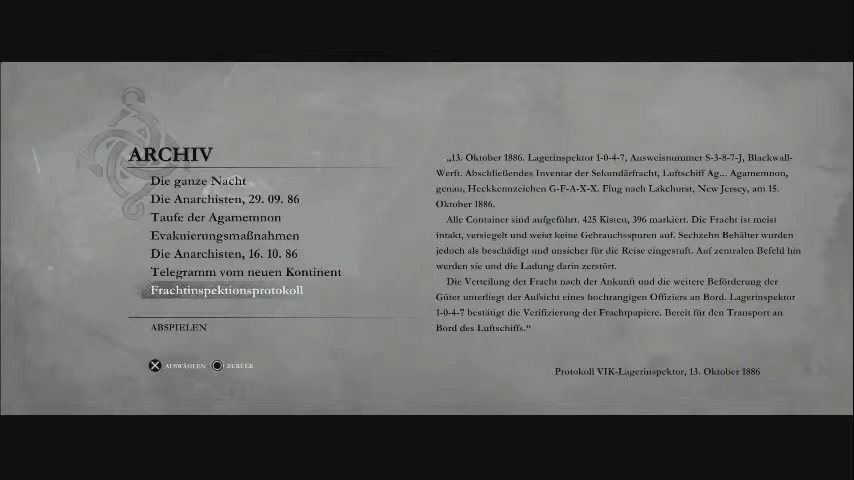 ARCHIV
Die ganze Nacht
Die Anarchisten, 29. 09. 86
Taufe der Agamemnon
Evakuierungsmaßnahmen
Die Anarchisten, 16. 10. 86
Telegramm vom neuen Kontinent
Frachtinspektionsprotokoll
ABSPIELEN
AUSWÄHLEN ZURÜCK
„13. Oktober 1886. Lagerinspektor 1-0-4-7, Ausweisnummer S-3-8-7-J, Blackwall-
Werft. Abschließendes Inventar der Sekundärfracht, Luftschiff Ag... Agamemnon,
genau, Heckkennzeichen G-F-A-X-X. Flug nach Lakehurst, New Jersey, am 15.
Oktober 1886.
Alle Container sind aufgeführt. 425 Kisten, 396 markiert. Die Fracht ist meist
intakt, versiegelt und weist keine Gebrauchsspuren auf. Sechzehn Behälter wurden
jedoch als beschädigt und unsicher für die Reise eingestuft. Auf zentralen Befehl hin
werden sie und die Ladung darin zerstört.
Die Verteilung der Fracht nach der Ankunft und die weitere Beförderung der
Güter unterliegt der Aufsicht eines hochrangigen Offiziers an Bord. Lagerinspektor
1-0-4-7 bestätigt die Verifizierung der Frachtpapiere. Bereit für den Transport an
Bord des Luftschiffs.“
Protokoll VIK-Lagerinspektor, 13. Oktober 1886